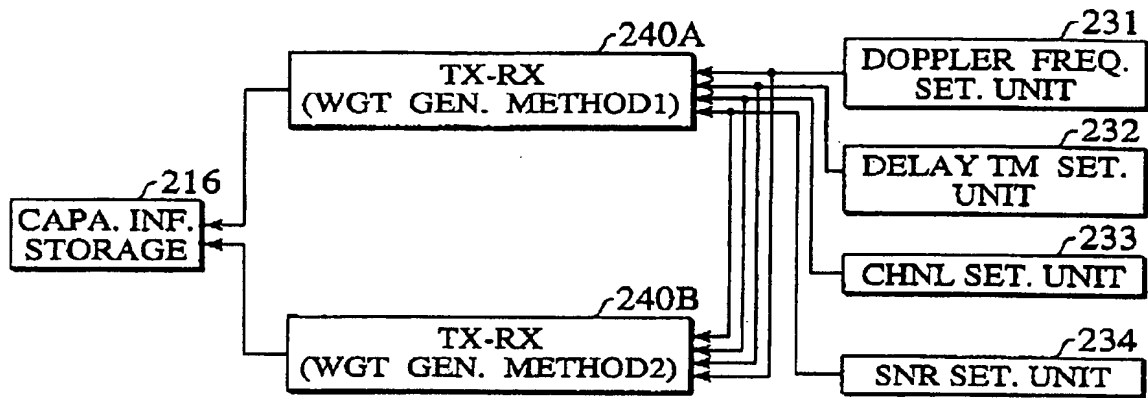 240A
TX-RX
(WGT GEN. METHOD1)
231
DOPPLER FREQ.
SET. UNIT
232
DELAY TM SET.
UNIT
216
CAPA. INF.
STORAGE
233
CHNL SET. UNIT
240B
TX-RX
(WGT GEN. METHOD2)
234
SNR SET. UNIT